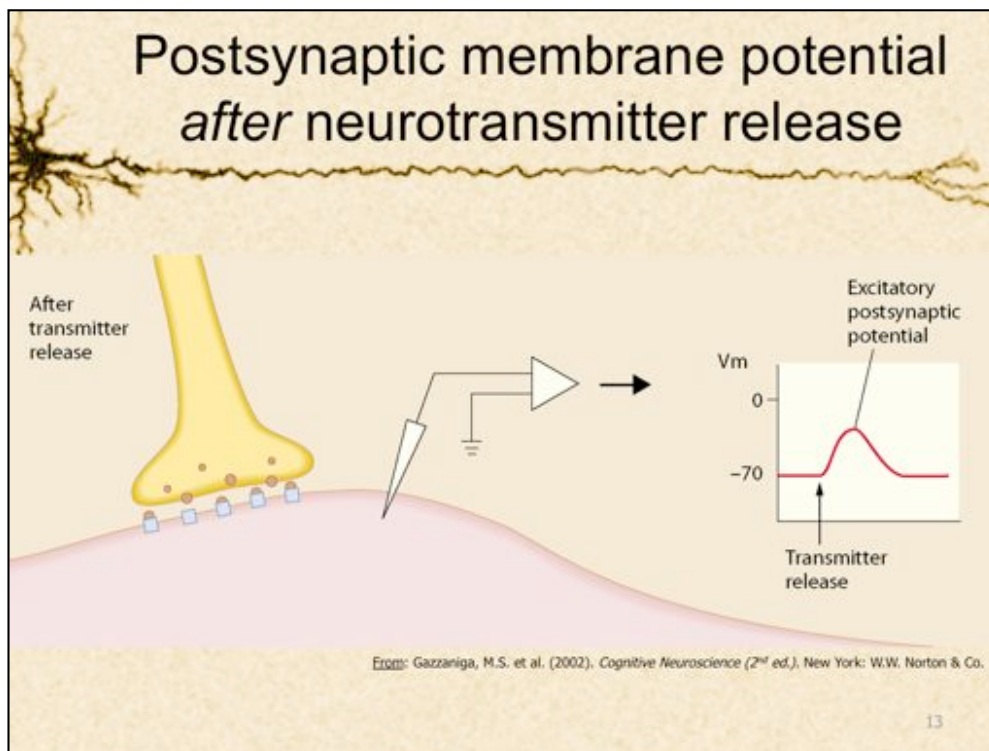 Postsynaptic membrane potential
after neurotransmitter release
After
transmitter
release
Excitatory
postsynaptic
potential
Vm
0
–70
Transmitter
release
From: Gazzaniga, M.S. et al. (2002). Cognitive Neuroscience (2nd ed.). New York: W.W. Norton & Co.
13